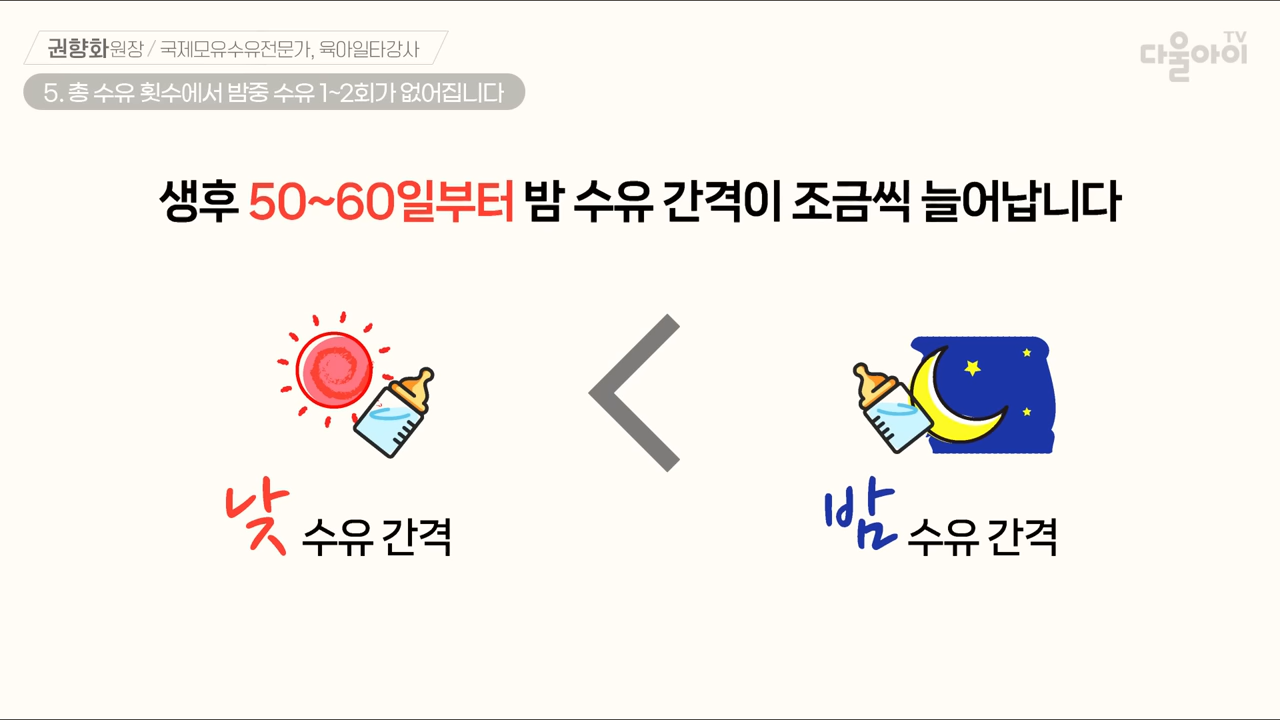 권향화원장 / 국제모유수유전문가, 육아일타강사
다울아이 TV
5. 총 수유 횟수에서 밤중 수유 1~2회가 없어집니다
생후 50~60일부터 밤 수유 간격이 조금씩 늘어납니다
<
낮 수유 간격
밤 수유 간격